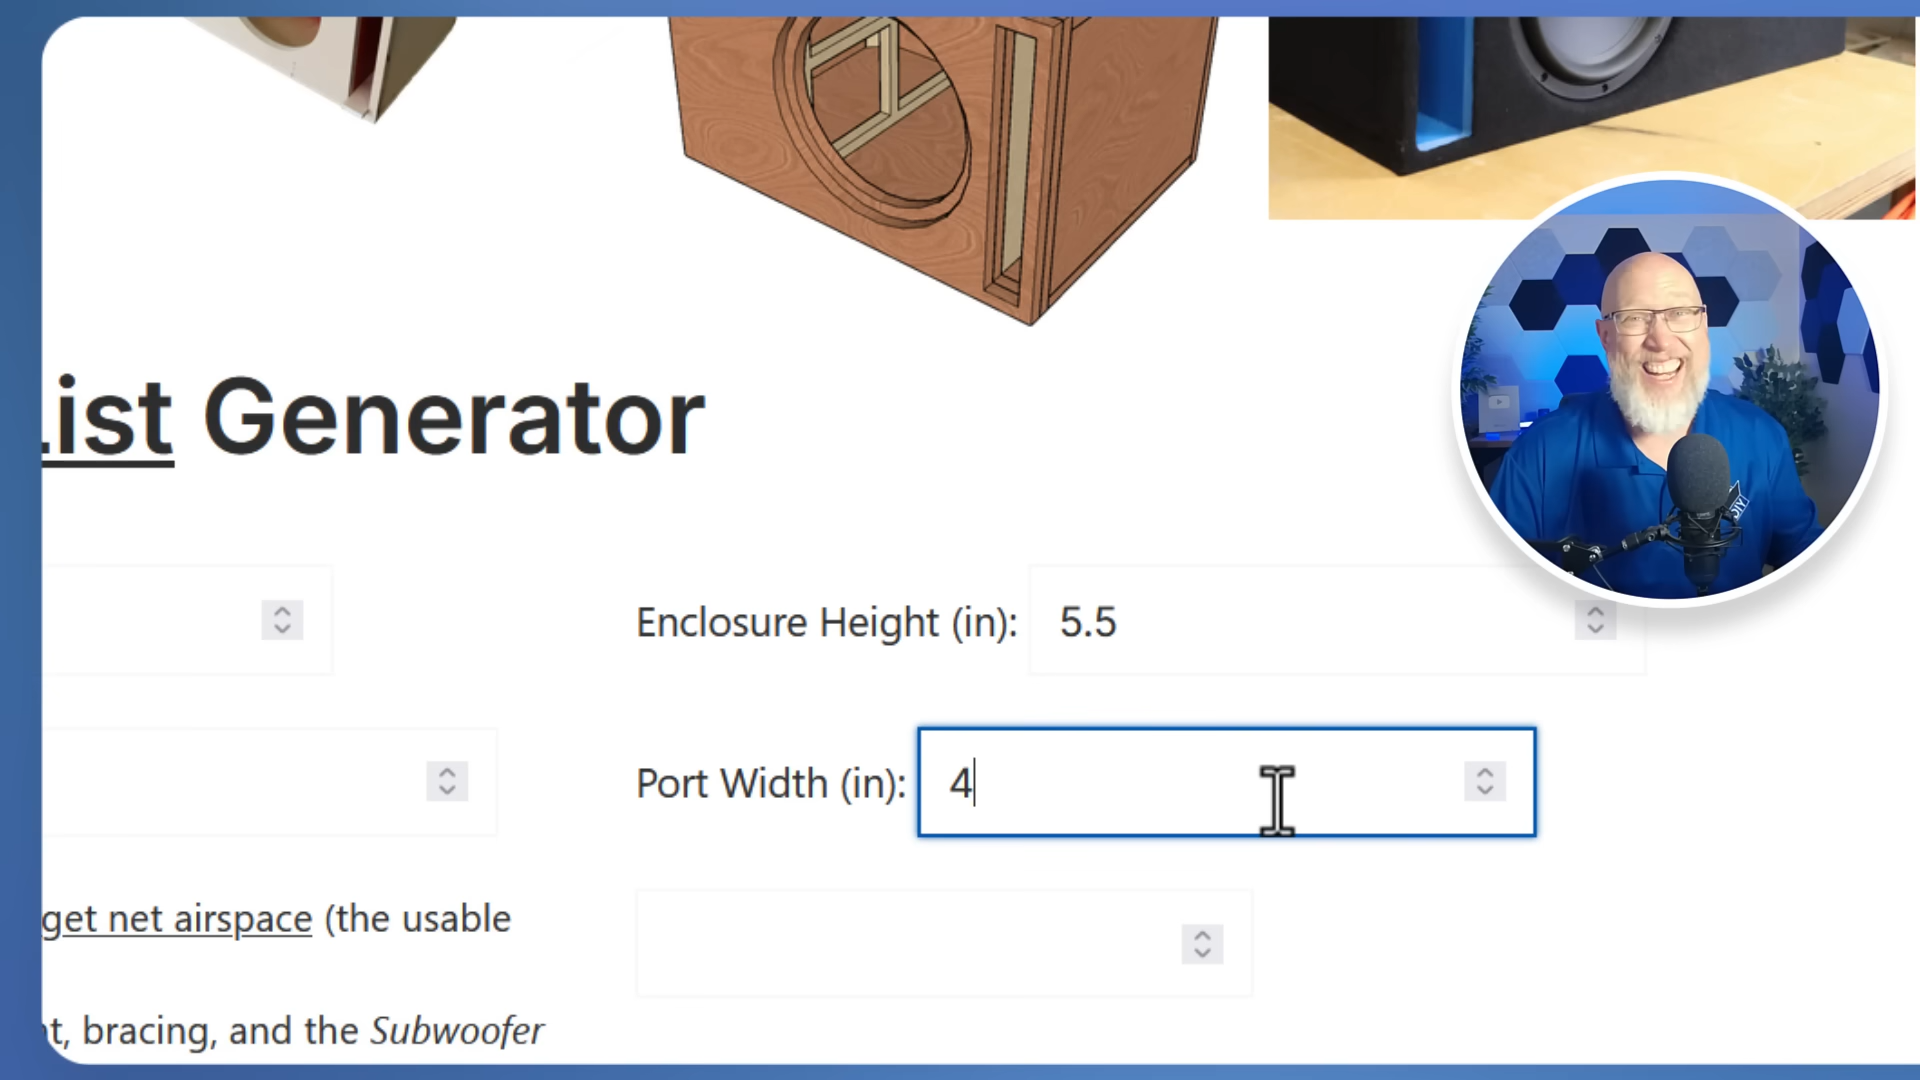 List Generator
Enclosure Height (in): 5.5
Port Width (in): 4
get net airspace (the usable
t, bracing, and the Subwoofer
DIY